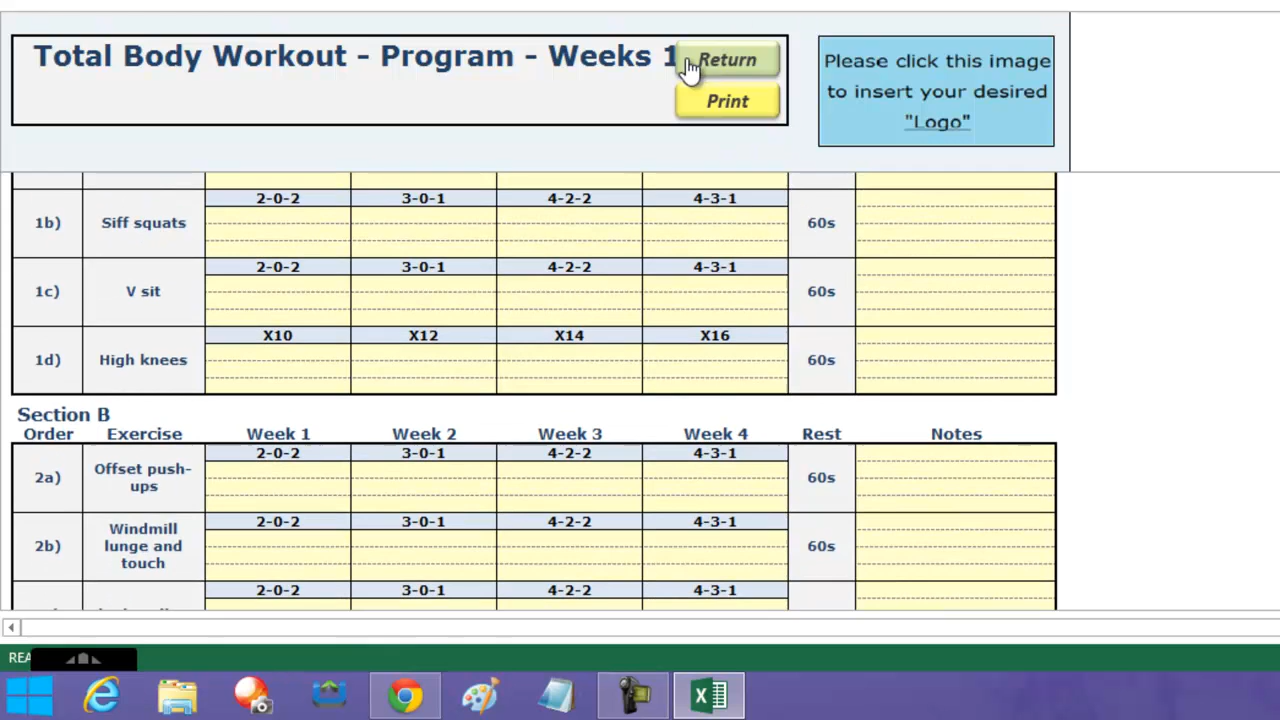 Total Body Workout - Program - Weeks 1
Return
Print
Please click this image
to insert your desired
"Logo"
2-0-2 3-0-1 4-2-2 4-3-1
1b) Siff squats 60s
2-0-2 3-0-1 4-2-2 4-3-1
1c) V sit 60s
X10 X12 X14 X16
1d) High knees 60s
Section B
Order Exercise Week 1 Week 2 Week 3 Week 4 Rest Notes
2-0-2 3-0-1 4-2-2 4-3-1
2a) Offset push-
ups 60s
2-0-2 3-0-1 4-2-2 4-3-1
2b) Windmill
lunge and
touch 60s
2-0-2 3-0-1 4-2-2 4-3-1
REA